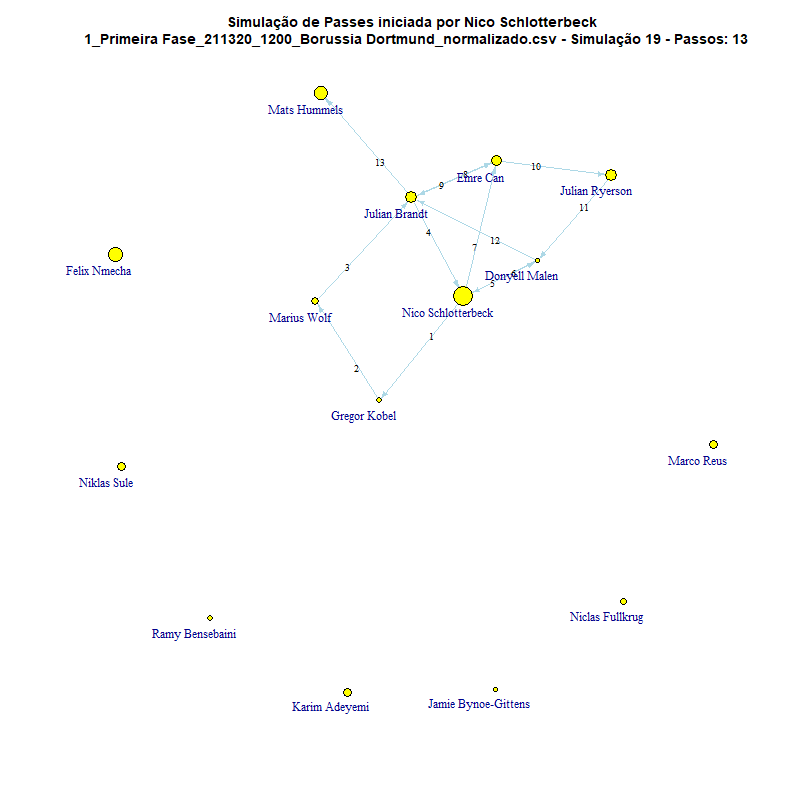 Simulação de Passes iniciada por Nico Schlotterbeck
1_Primeira Fase_211320_1200_Borussia Dortmund_normalizado.csv - Simulação 19 - Passos: 13
Mats Hummels
13
8
10
Emre Can
9
Julian Ryerson
11
Julian Brandt
4
12
7
Felix Nmecha
3
Donyell Malen
6
5
Marius Wolf
Nico Schlotterbeck
1
2
Gregor Kobel
Marco Reus
Niklas Sule
Niclas Fullkrug
Ramy Bensebaini
Karim Adeyemi
Jamie Bynoe-Gittens